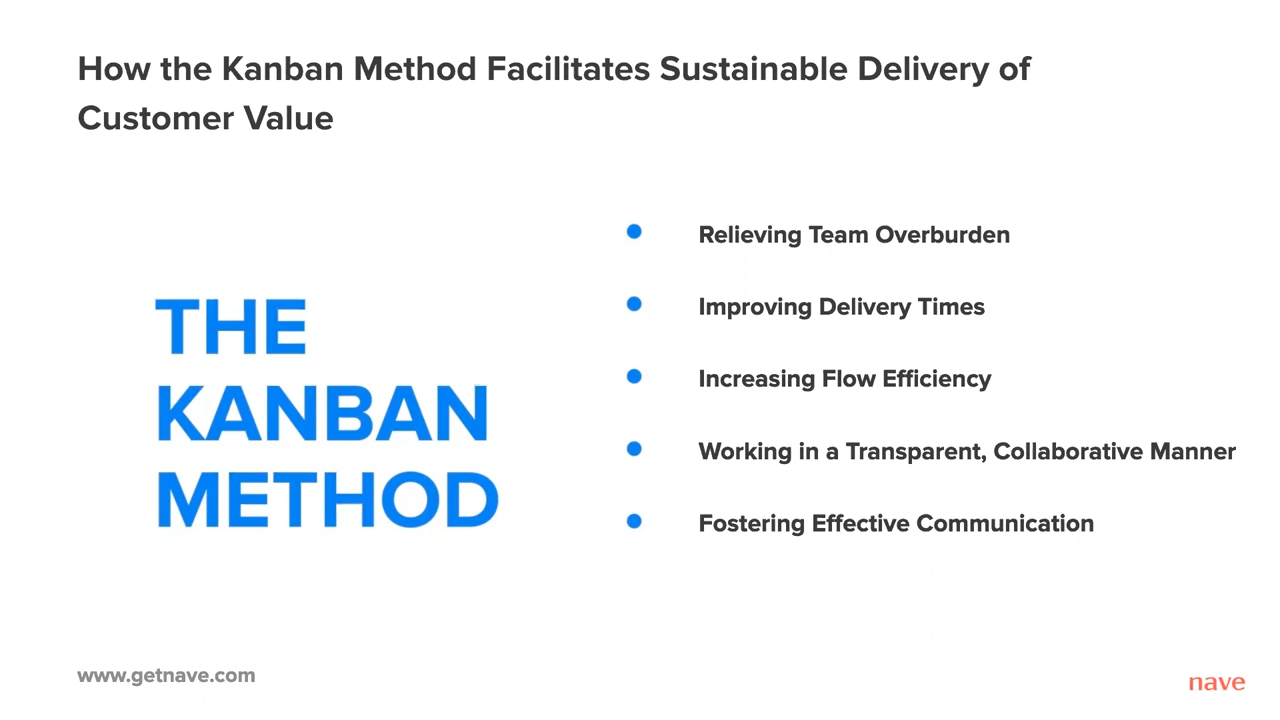 How the Kanban Method Facilitates Sustainable Delivery of
Customer Value
THE
KANBAN
METHOD
Relieving Team Overburden
Improving Delivery Times
Increasing Flow Efficiency
Working in a Transparent, Collaborative Manner
Fostering Effective Communication
www.getnave.com
nave